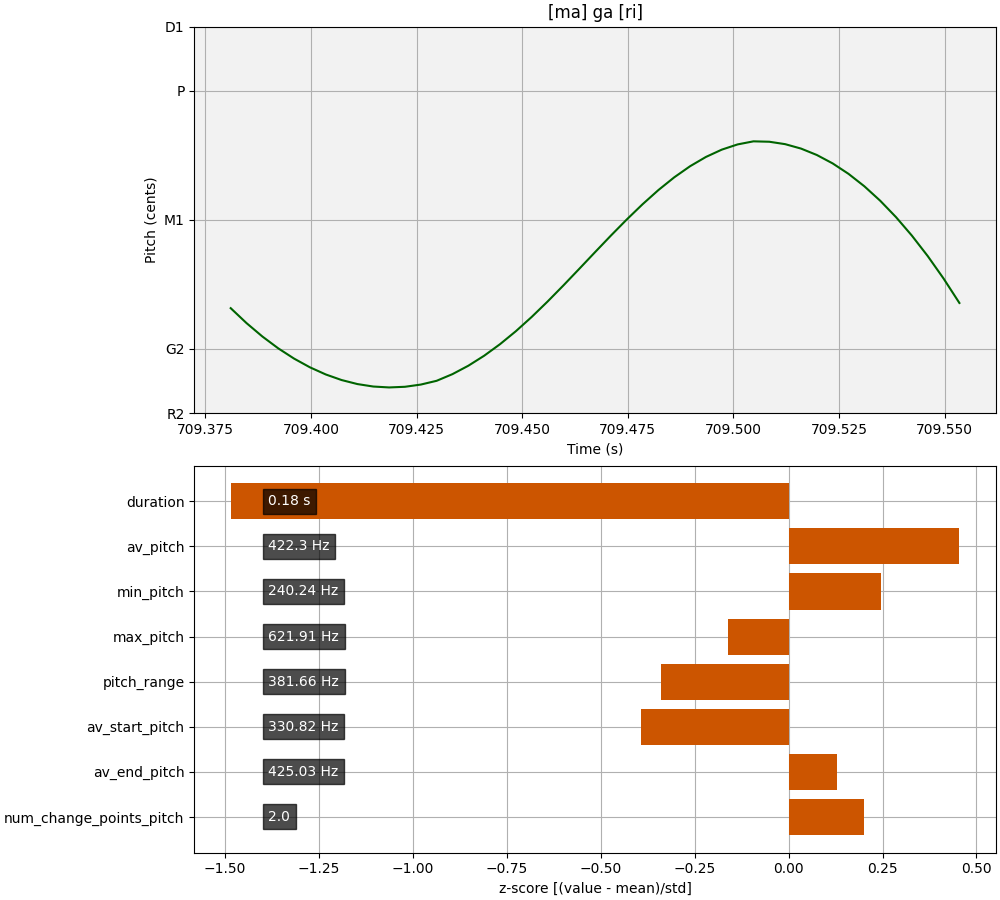 [ma] ga [ri]
D1
P
M1
G2
R2
Pitch (cents)
709.375 709.400 709.425 709.450 709.475 709.500 709.525 709.550
Time (s)
duration 0.18 s
av_pitch 422.3 Hz
min_pitch 240.24 Hz
max_pitch 621.91 Hz
pitch_range 381.66 Hz
av_start_pitch 330.82 Hz
av_end_pitch 425.03 Hz
num_change_points_pitch 2.0
−1.50 −1.25 −1.00 −0.75 −0.50 −0.25 0.00 0.25 0.50
z-score [(value - mean)/std]